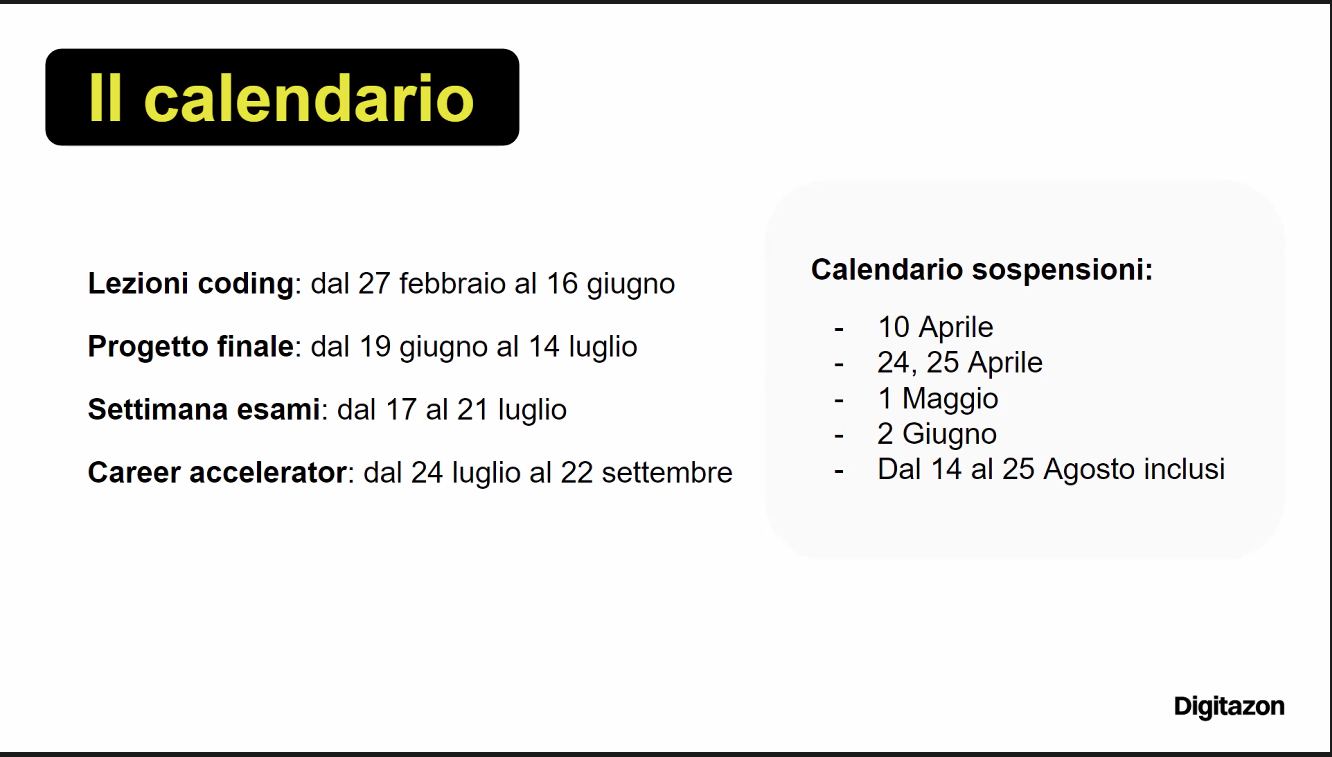 Il calendario
Lezioni coding: dal 27 febbraio al 16 giugno
Progetto finale: dal 19 giugno al 14 luglio
Settimana esami: dal 17 al 21 luglio
Career accelerator: dal 24 luglio al 22 settembre
Calendario sospensioni:
- 10 Aprile
- 24, 25 Aprile
- 1 Maggio
- 2 Giugno
- Dal 14 al 25 Agosto inclusi
Digitazon